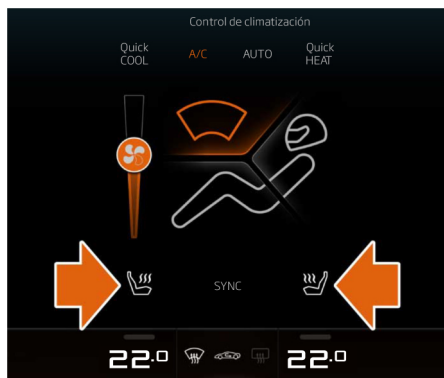 Control de climatización
Quick
COOL
A/C
AUTO
Quick
HEAT
SYNC
22.0
22.0